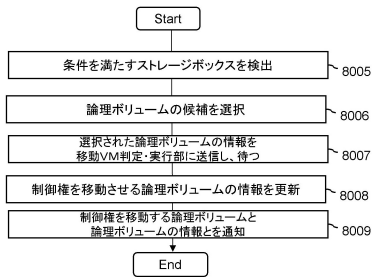 Start
条件を満たすストレージボックスを検出
8005
論理ボリュームの候補を選択
8006
選択された論理ボリュームの情報を
移動VM判定・実行部に送信し、待つ
8007
制御権を移動させる論理ボリュームの情報を更新
8008
制御権を移動する論理ボリュームと
論理ボリュームの情報とを通知
8009
End